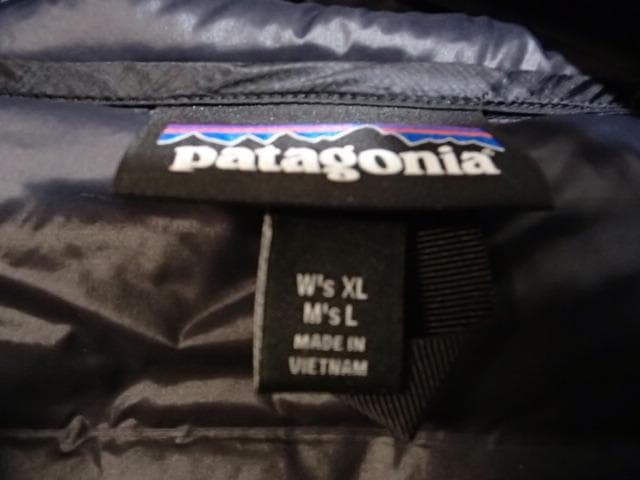 patagonia
W's XL
M's L
MADE IN
VIETNAM